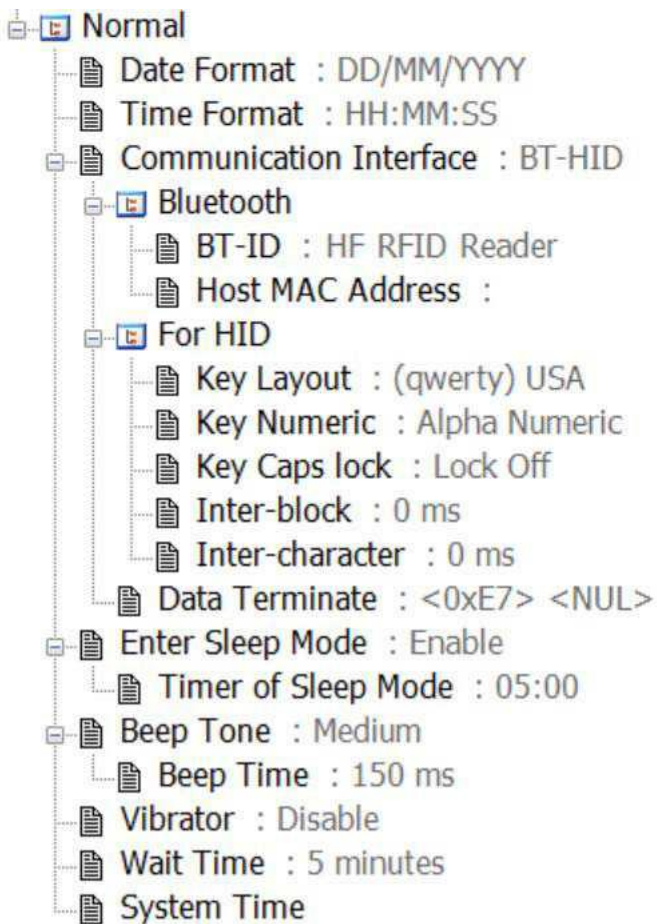 Normal
Date Format : DD/MM/YYYY
Time Format : HH:MM:SS
Communication Interface : BT-HID
Bluetooth
BT-ID : HF RFID Reader
Host MAC Address :
For HID
Key Layout : (qwerty) USA
Key Numeric : Alpha Numeric
Key Caps lock : Lock Off
Inter-block : 0 ms
Inter-character : 0 ms
Data Terminate : <0xE7> <NUL>
Enter Sleep Mode : Enable
Timer of Sleep Mode : 05:00
Beep Tone : Medium
Beep Time : 150 ms
Vibrator : Disable
Wait Time : 5 minutes
System Time